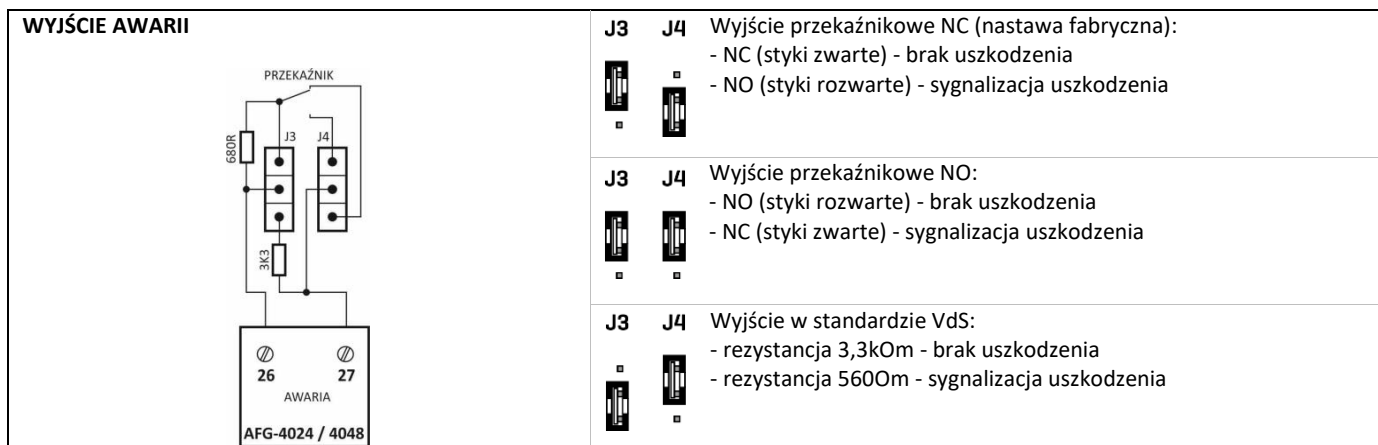 WYJŚCIE AWARII
PRZEKAŹNIK
680R
J3 J4
3K3
26 27
AWARIA
AFG-4024 / 4048
J3 J4
Wyjście przekaźnikowe NC (nastawa fabryczna):
- NC (styki zwarte) - brak uszkodzenia
- NO (styki rozwarte) - sygnalizacja uszkodzenia
J3 J4
Wyjście przekaźnikowe NO:
- NO (styki rozwarte) - brak uszkodzenia
- NC (styki zwarte) - sygnalizacja uszkodzenia
J3 J4
Wyjście w standardzie VdS:
- rezystancja 3,3kOm - brak uszkodzenia
- rezystancja 560Om - sygnalizacja uszkodzenia